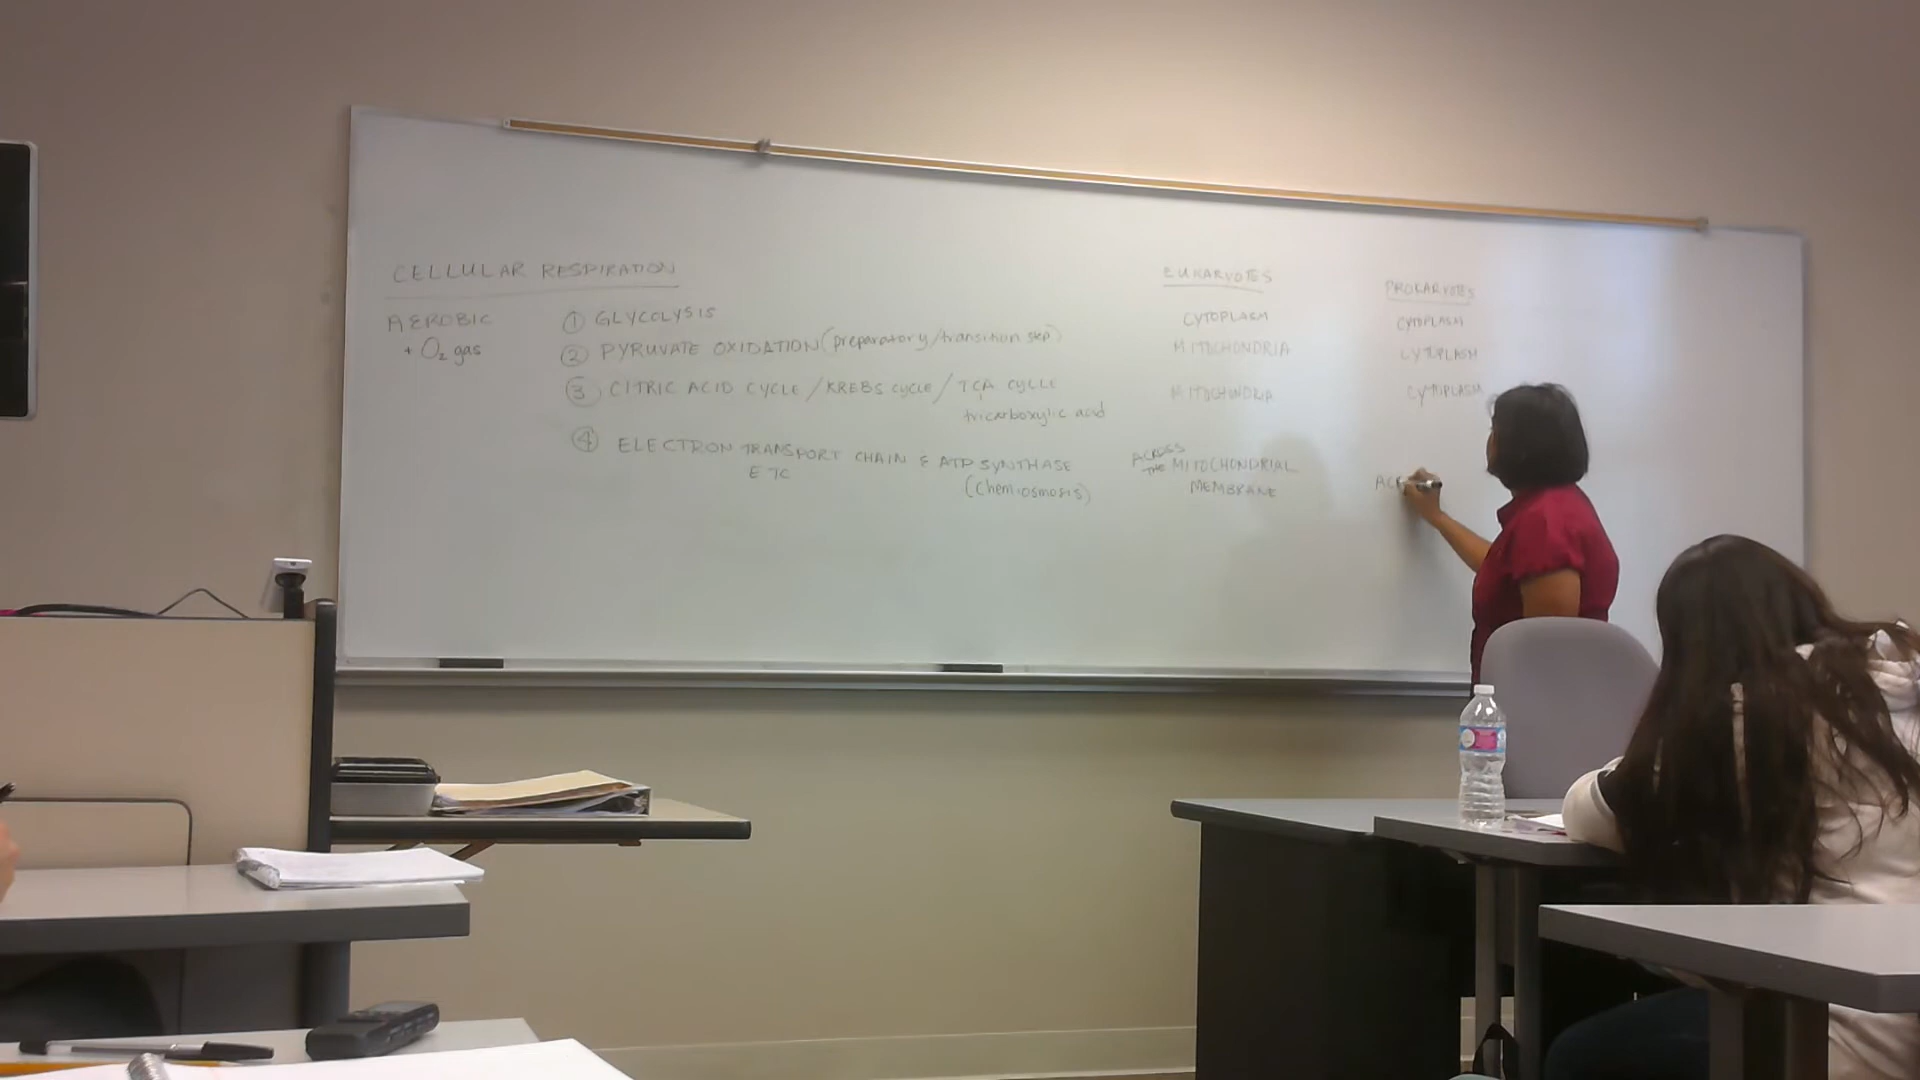 CELLULAR RESPIRATION EUKARYOTES PROKARYOTES
AEROBIC ① GLYCOLYSIS CYTOPLASM CYTOPLASM
+ O2 gas ② PYRUVATE OXIDATION (preparatory/transition step) MITOCHONDRIA CYTOPLASM
③ CITRIC ACID CYCLE / KREBS CYCLE / TCA CYCLE MITOCHONDRIA CYTOPLASM
tricarboxylic acid
④ ELECTRON TRANSPORT CHAIN & ATP SYNTHASE ACROSS THE MITOCHONDRIAL ACR
ETC (Chemiosmosis) MEMBRANE